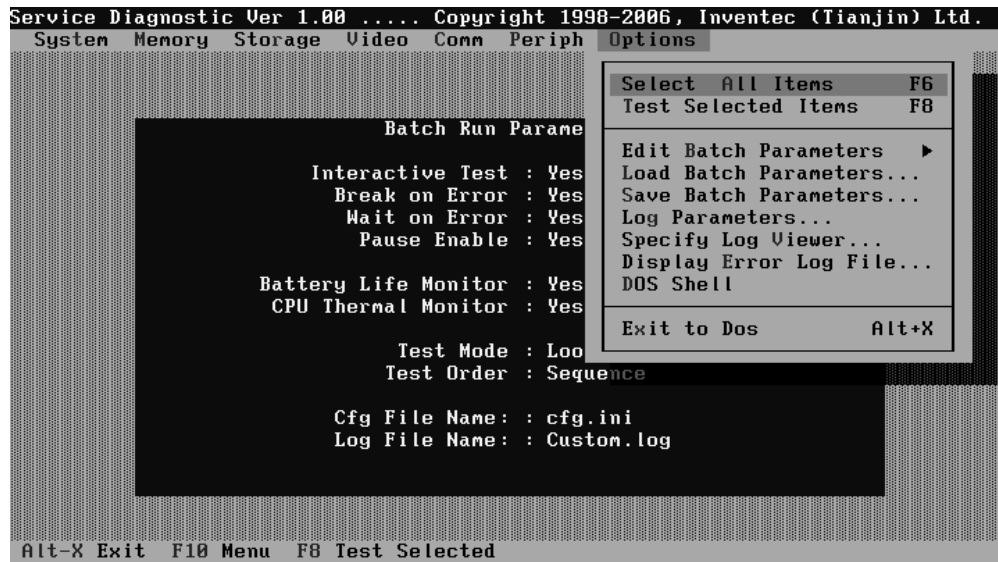 Service Diagnostic Ver 1.00 ..... Copyright 1998-2006, Inventec (Tianjin) Ltd.
System Memory Storage Video Comm Periph Options
Select All Items F6
Test Selected Items F8
Edit Batch Parameters ►
Load Batch Parameters...
Save Batch Parameters...
Log Parameters...
Specify Log Viewer...
Display Error Log File...
DOS Shell
Exit to Dos Alt+X
Batch Run Parame
Interactive Test : Yes
Break on Error : Yes
Wait on Error : Yes
Pause Enable : Yes
Battery Life Monitor : Yes
CPU Thermal Monitor : Yes
Test Mode : Loo
Test Order : Sequence
Cfg File Name: : cfg.ini
Log File Name: : Custom.log
Alt-X Exit F10 Menu F8 Test Selected